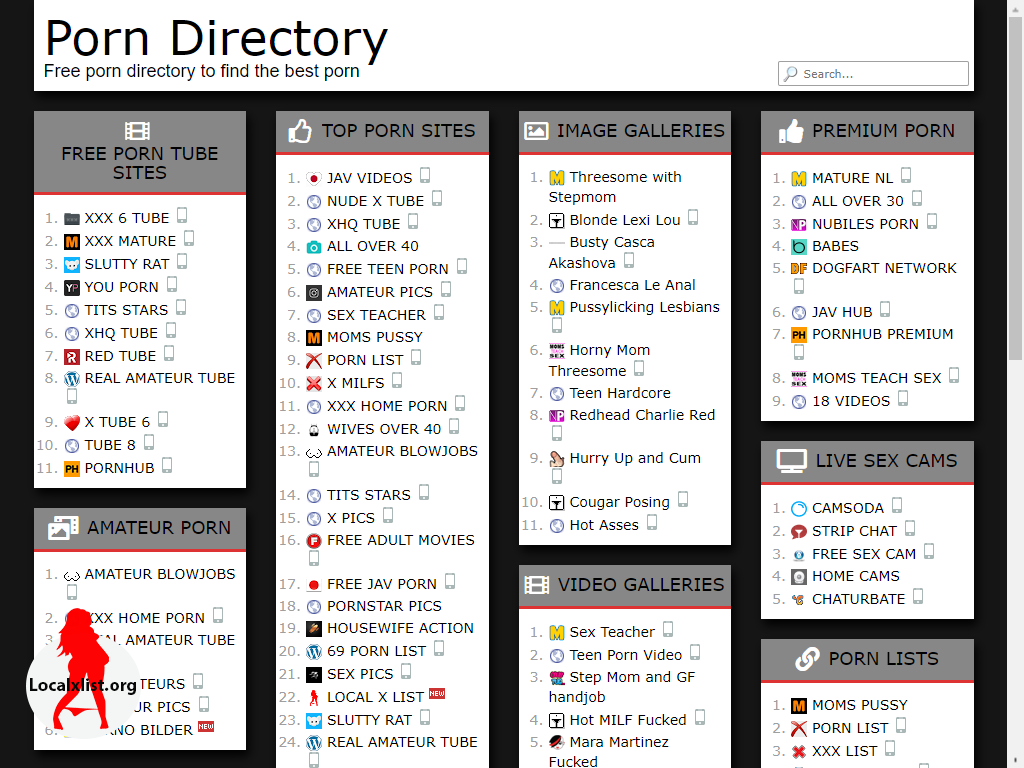 Porn Directory
Free porn directory to find the best porn
Search...
FREE PORN TUBE
SITES
1. XXX 6 TUBE
2. XXX MATURE
3. SLUTTY RAT
4. YOU PORN
5. TITS STARS
6. XHQ TUBE
7. RED TUBE
8. REAL AMATEUR TUBE
9. X TUBE 6
10. TUBE 8
11. PORNHUB
AMATEUR PORN
1. AMATEUR BLOWJOBS
2. XXX HOME PORN
3. AMATEUR TUBE
Localxlist.org
6.
BILDER NEW
TOP PORN SITES
1. JAV VIDEOS
2. NUDE X TUBE
3. XHQ TUBE
4. ALL OVER 40
5. FREE TEEN PORN
6. AMATEUR PICS
7. SEX TEACHER
8. MOMS PUSSY
9. PORN LIST
10. X MILFS
11. XXX HOME PORN
12. WIVES OVER 40
13. AMATEUR BLOWJOBS
14. TITS STARS
15. X PICS
16. FREE ADULT MOVIES
17. FREE JAV PORN
18. PORNSTAR PICS
19. HOUSEWIFE ACTION
20. 69 PORN LIST
21. SEX PICS
22. LOCAL X LIST NEW
23. SLUTTY RAT
24. REAL AMATEUR TUBE
IMAGE GALLERIES
1. Threesome with
Stepmom
2. Blonde Lexi Lou
3. Busty Casca
Akashova
4. Francesca Le Anal
5. Pussylicking Lesbians
6. Horny Mom
Threesome
7. Teen Hardcore
8. Redhead Charlie Red
9. Hurry Up and Cum
10. Cougar Posing
11. Hot Asses
VIDEO GALLERIES
1. Sex Teacher
2. Teen Porn Video
3. Step Mom and GF
handjob
4. Hot MILF Fucked
5. Mara Martinez
Fucked
PREMIUM PORN
1. MATURE NL
2. ALL OVER 30
3. NUBILES PORN
4. BABES
5. DOGFART NETWORK
6. JAV HUB
7. PORNHUB PREMIUM
8. MOMS TEACH SEX
9. 18 VIDEOS
LIVE SEX CAMS
1. CAMSODA
2. STRIP CHAT
3. FREE SEX CAM
4. HOME CAMS
5. CHATURBATE
PORN LISTS
1. MOMS PUSSY
2. PORN LIST
3. XXX LIST